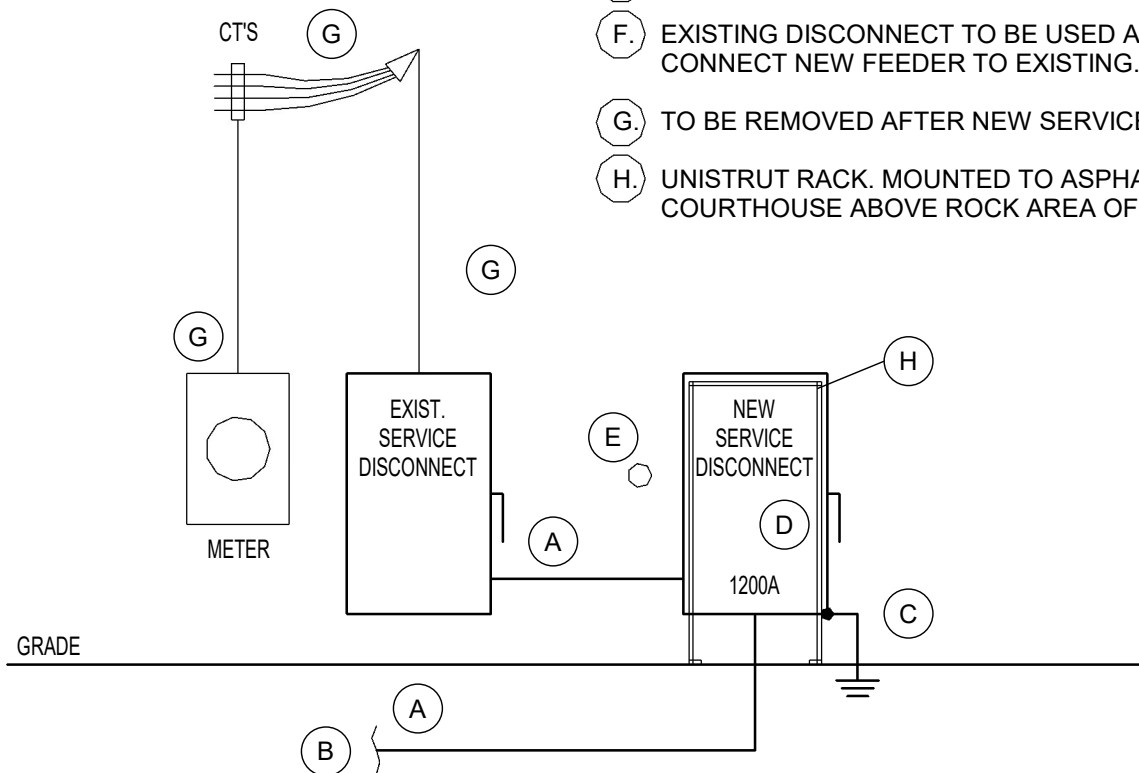 CT'S
G
F. EXISTING DISCONNECT TO BE USED A
CONNECT NEW FEEDER TO EXISTING.
G. TO BE REMOVED AFTER NEW SERVICE
H. UNISTRUT RACK. MOUNTED TO ASPHA
COURTHOUSE ABOVE ROCK AREA OF
G
G
H
EXIST.
SERVICE
DISCONNECT
E
NEW
SERVICE
DISCONNECT
D
METER
A
1200A
C
GRADE
A
B